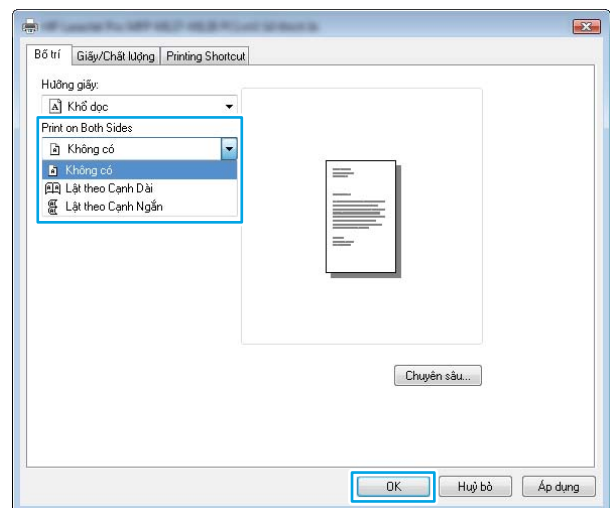 Bố trí
Giấy/Chất lượng
Printing Shortcut
Hướng giấy:
Khổ dọc
Print on Both Sides
Không có
Không có
Lật theo Cạnh Dài
Lật theo Cạnh Ngắn
Chuyên sâu...
OK
Huỷ bỏ
Áp dụng